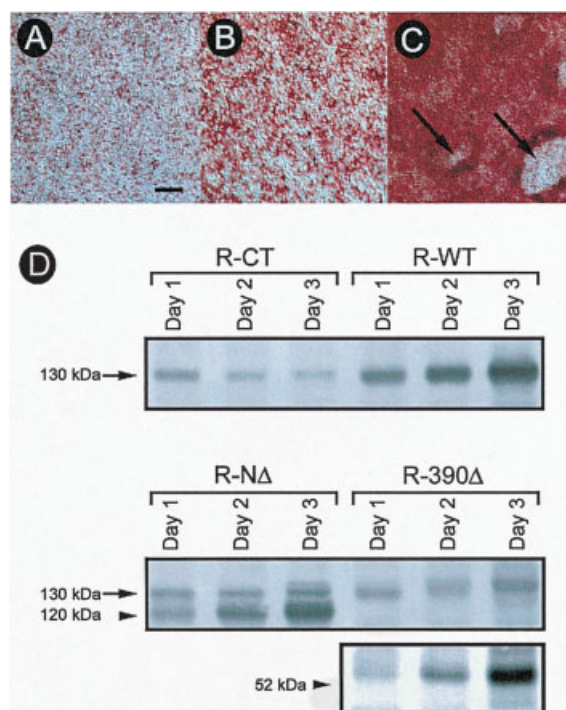 A B C
D
R-CT R-WT
Day 1 Day 2 Day 3 Day 1 Day 2 Day 3
130 kDa
R-NΔ R-390Δ
Day 1 Day 2 Day 3 Day 1 Day 2 Day 3
130 kDa
120 kDa
52 kDa